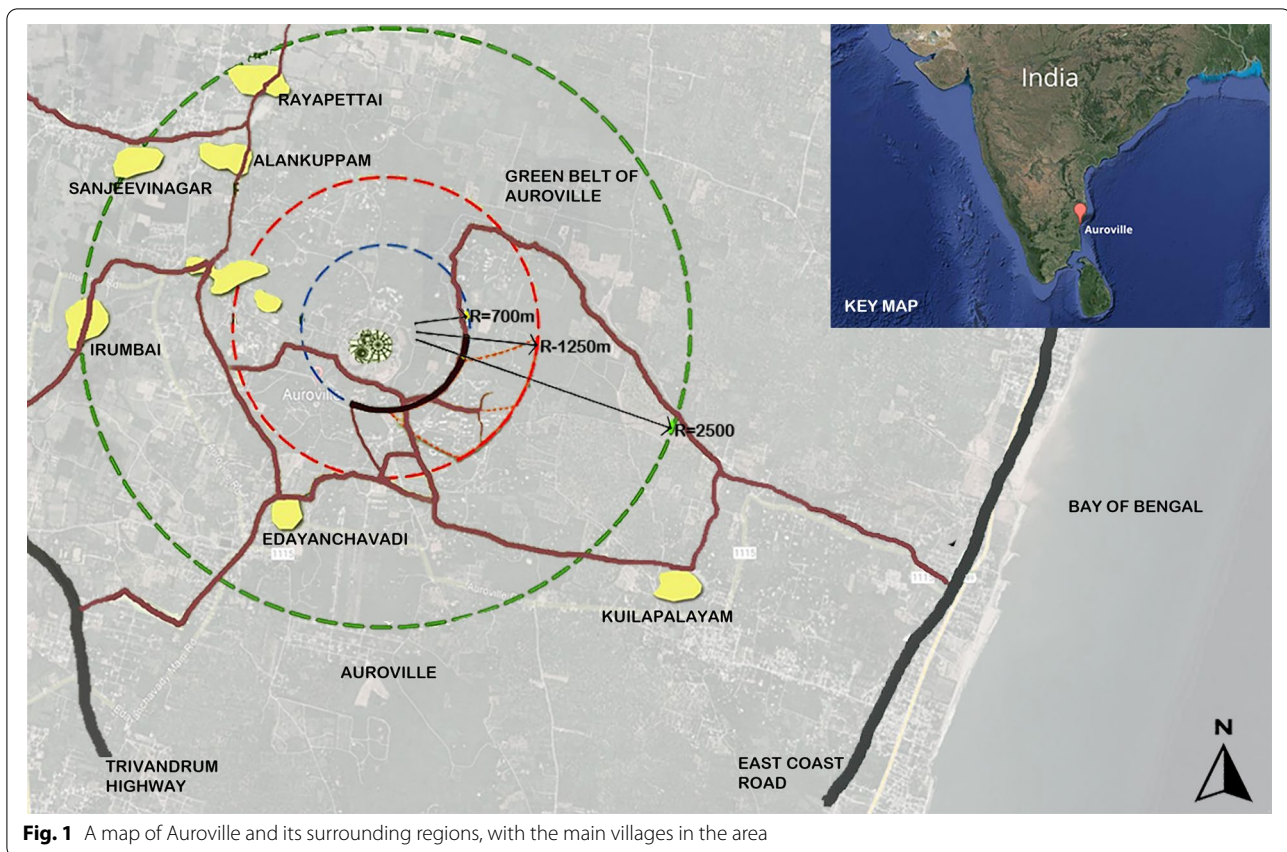 RAYAPETTAI
ALANKUPPAM
SANJEEVINAGAR
GREEN BELT OF
AUROVILLE
India
Auroville
KEY MAP
R=700m
R-1250m
IRUMBAI
Auroville
R=2500
BAY OF BENGAL
EDAYANCHAVADI
1115
1115
KUILAPALAYAM
AUROVILLE
N
TRIVANDRUM
HIGHWAY
EAST COAST
ROAD
Fig. 1 A map of Auroville and its surrounding regions, with the main villages in the area